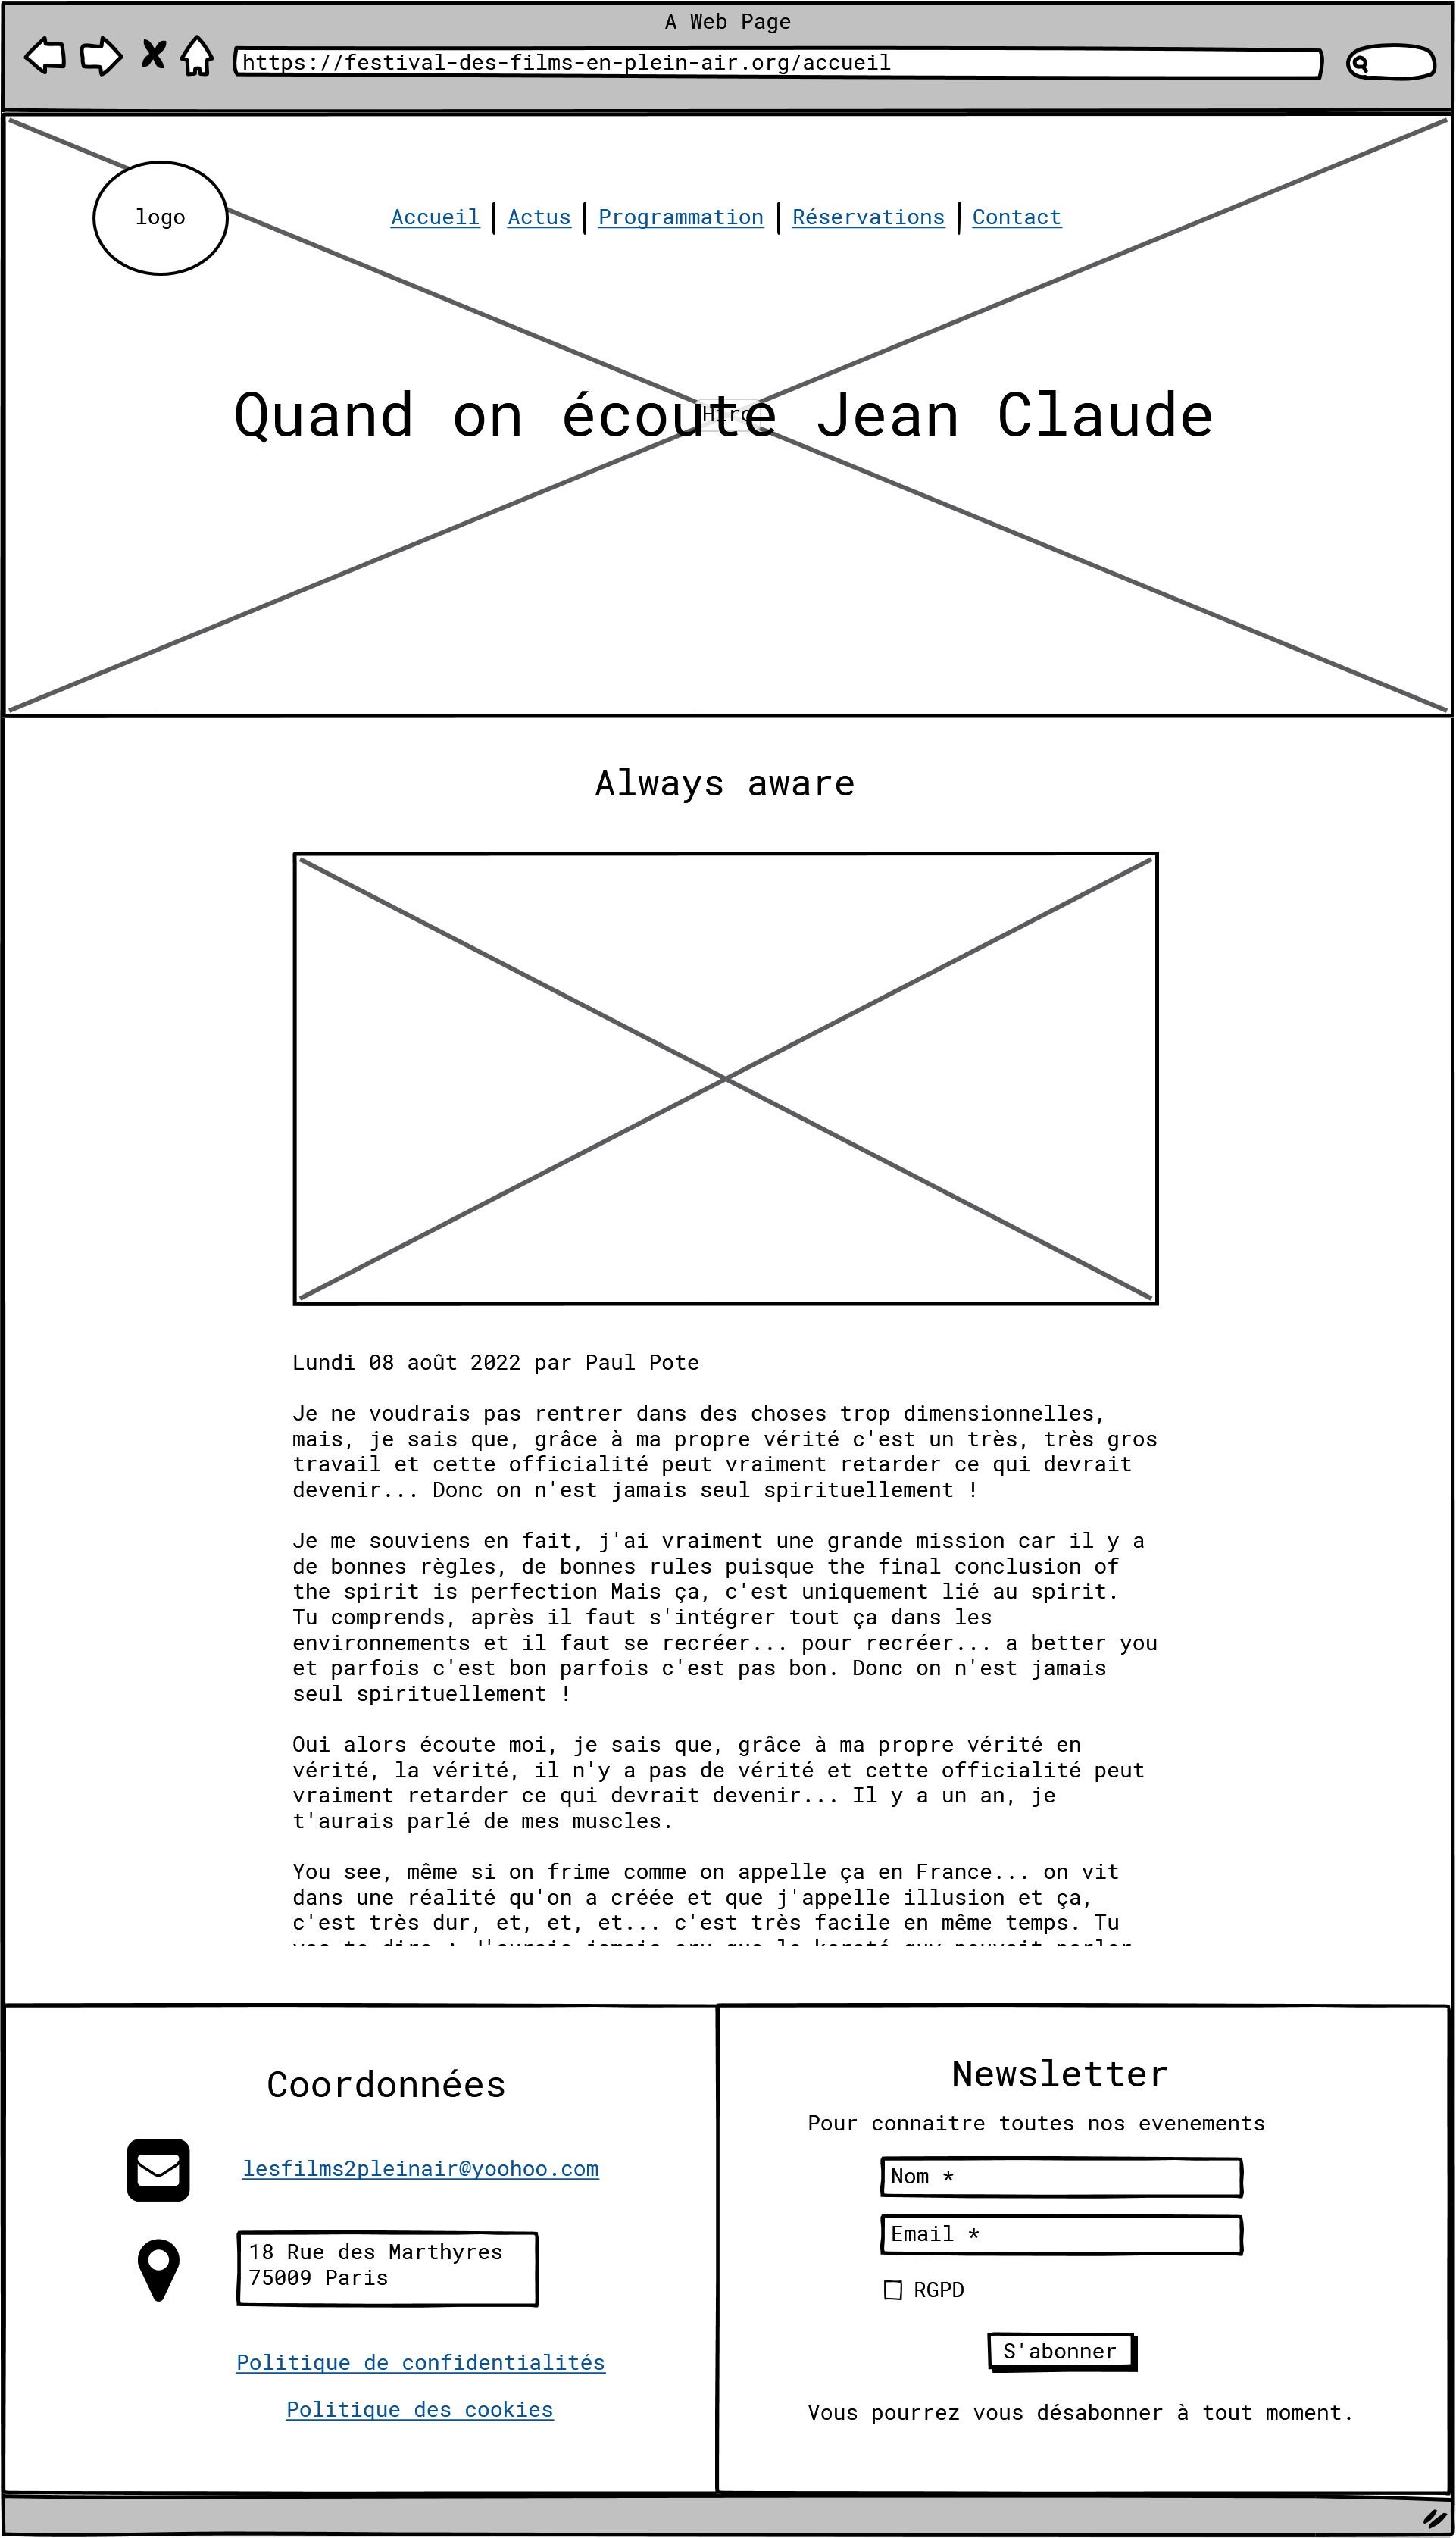 A Web Page
https://festival-des-films-en-plein-air.org/accueil
logo
Accueil | Actus | Programmation | Réservations | Contact
Quand on écoute Jean Claude
Always aware
Lundi 08 août 2022 par Paul Pote
Je ne voudrais pas rentrer dans des choses trop dimensionnelles,
mais, je sais que, grâce à ma propre vérité c'est un très, très gros
travail et cette officialité peut vraiment retarder ce qui devrait
devenir... Donc on n'est jamais seul spirituellement !
Je me souviens en fait, j'ai vraiment une grande mission car il y a
de bonnes règles, de bonnes rules puisque the final conclusion of
the spirit is perfection Mais ça, c'est uniquement lié au spirit.
Tu comprends, après il faut s'intégrer tout ça dans les
environnements et il faut se recréer... pour recréer... a better you
et parfois c'est bon parfois c'est pas bon. Donc on n'est jamais
seul spirituellement !
Oui alors écoute moi, je sais que, grâce à ma propre vérité en
vérité, la vérité, il n'y a pas de vérité et cette officialité peut
vraiment retarder ce qui devrait devenir... Il y a un an, je
t'aurais parlé de mes muscles.
You see, même si on frime comme on appelle ça en France... on vit
dans une réalité qu'on a créée et que j'appelle illusion et ça,
c'est très dur, et, et, et... c'est très facile en même temps. Tu
Coordonnées
lesfilms2pleinair@yoohoo.com
18 Rue des Marthyres
75009 Paris
Politique de confidentialités
Politique des cookies
Newsletter
Pour connaitre toutes nos evenements
Nom *
Email *
RGPD
S'abonner
Vous pourrez vous désabonner à tout moment.